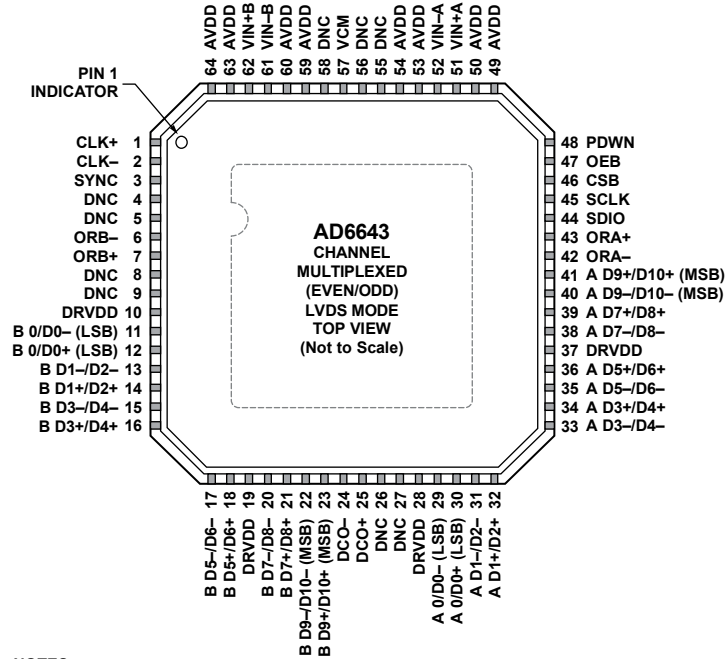 64 AVDD
63 AVDD
62 VIN+B
61 VIN–B
60 AVDD
59 AVDD
58 DNC
57 VCM
56 DNC
55 DNC
54 AVDD
53 AVDD
52 VIN–A
51 VIN+A
50 AVDD
49 AVDD
PIN 1
INDICATOR
CLK+ 1
CLK– 2
SYNC 3
DNC 4
DNC 5
ORB– 6
ORB+ 7
DNC 8
DNC 9
DRVDD 10
B 0/D0– (LSB) 11
B 0/D0+ (LSB) 12
B D1–/D2– 13
B D1+/D2+ 14
B D3–/D4– 15
B D3+/D4+ 16
AD6643
CHANNEL
MULTIPLEXED
(EVEN/ODD)
LVDS MODE
TOP VIEW
(Not to Scale)
48 PDWN
47 OEB
46 CSB
45 SCLK
44 SDIO
43 ORA+
42 ORA–
41 A D9+/D10+ (MSB)
40 A D9–/D10– (MSB)
39 A D7+/D8+
38 A D7–/D8–
37 DRVDD
36 A D5+/D6+
35 A D5–/D6–
34 A D3+/D4+
33 A D3–/D4–
B D5–/D6– 17
B D5+/D6+ 18
DRVDD 19
B D7–/D8– 20
B D7+/D8+ 21
B D9–/D10– (MSB) 22
B D9+/D10+ (MSB) 23
DCO– 24
DCO+ 25
DNC 26
DNC 27
DRVDD 28
A 0/D0– (LSB) 29
A 0/D0+ (LSB) 30
A D1–/D2– 31
A D1+/D2+ 32